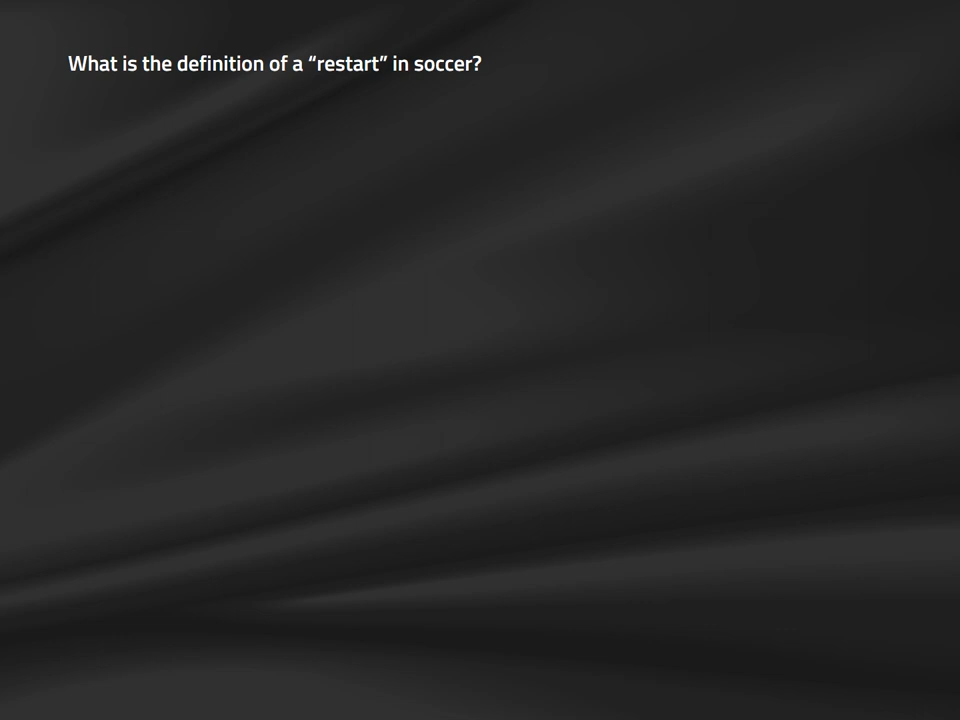 What is the definition of a “restart” in soccer?